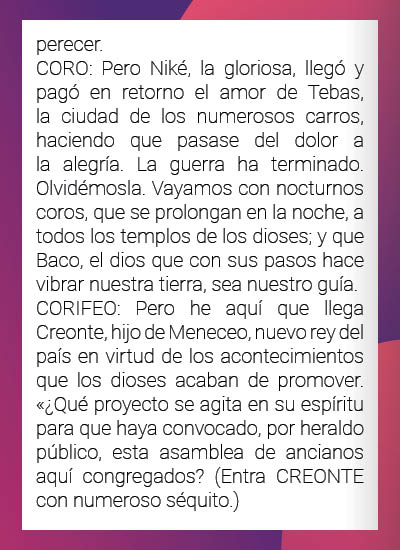 perecer.
CORO: Pero Niké, la gloriosa, llegó y
pagó en retorno el amor de Tebas,
la ciudad de los numerosos carros,
haciendo que pasase del dolor a
la alegría. La guerra ha terminado.
Olvidémosla. Vayamos con nocturnos
coros, que se prolongan en la noche, a
todos los templos de los dioses; y que
Baco, el dios que con sus pasos hace
vibrar nuestra tierra, sea nuestro guía.
CORIFEO: Pero he aquí que llega
Creonte, hijo de Meneceo, nuevo rey del
país en virtud de los acontecimientos
que los dioses acaban de promover.
«¿Qué proyecto se agita en su espíritu
para que haya convocado, por heraldo
público, esta asamblea de ancianos
aquí congregados? (Entra CREONTE
con numeroso séquito.)